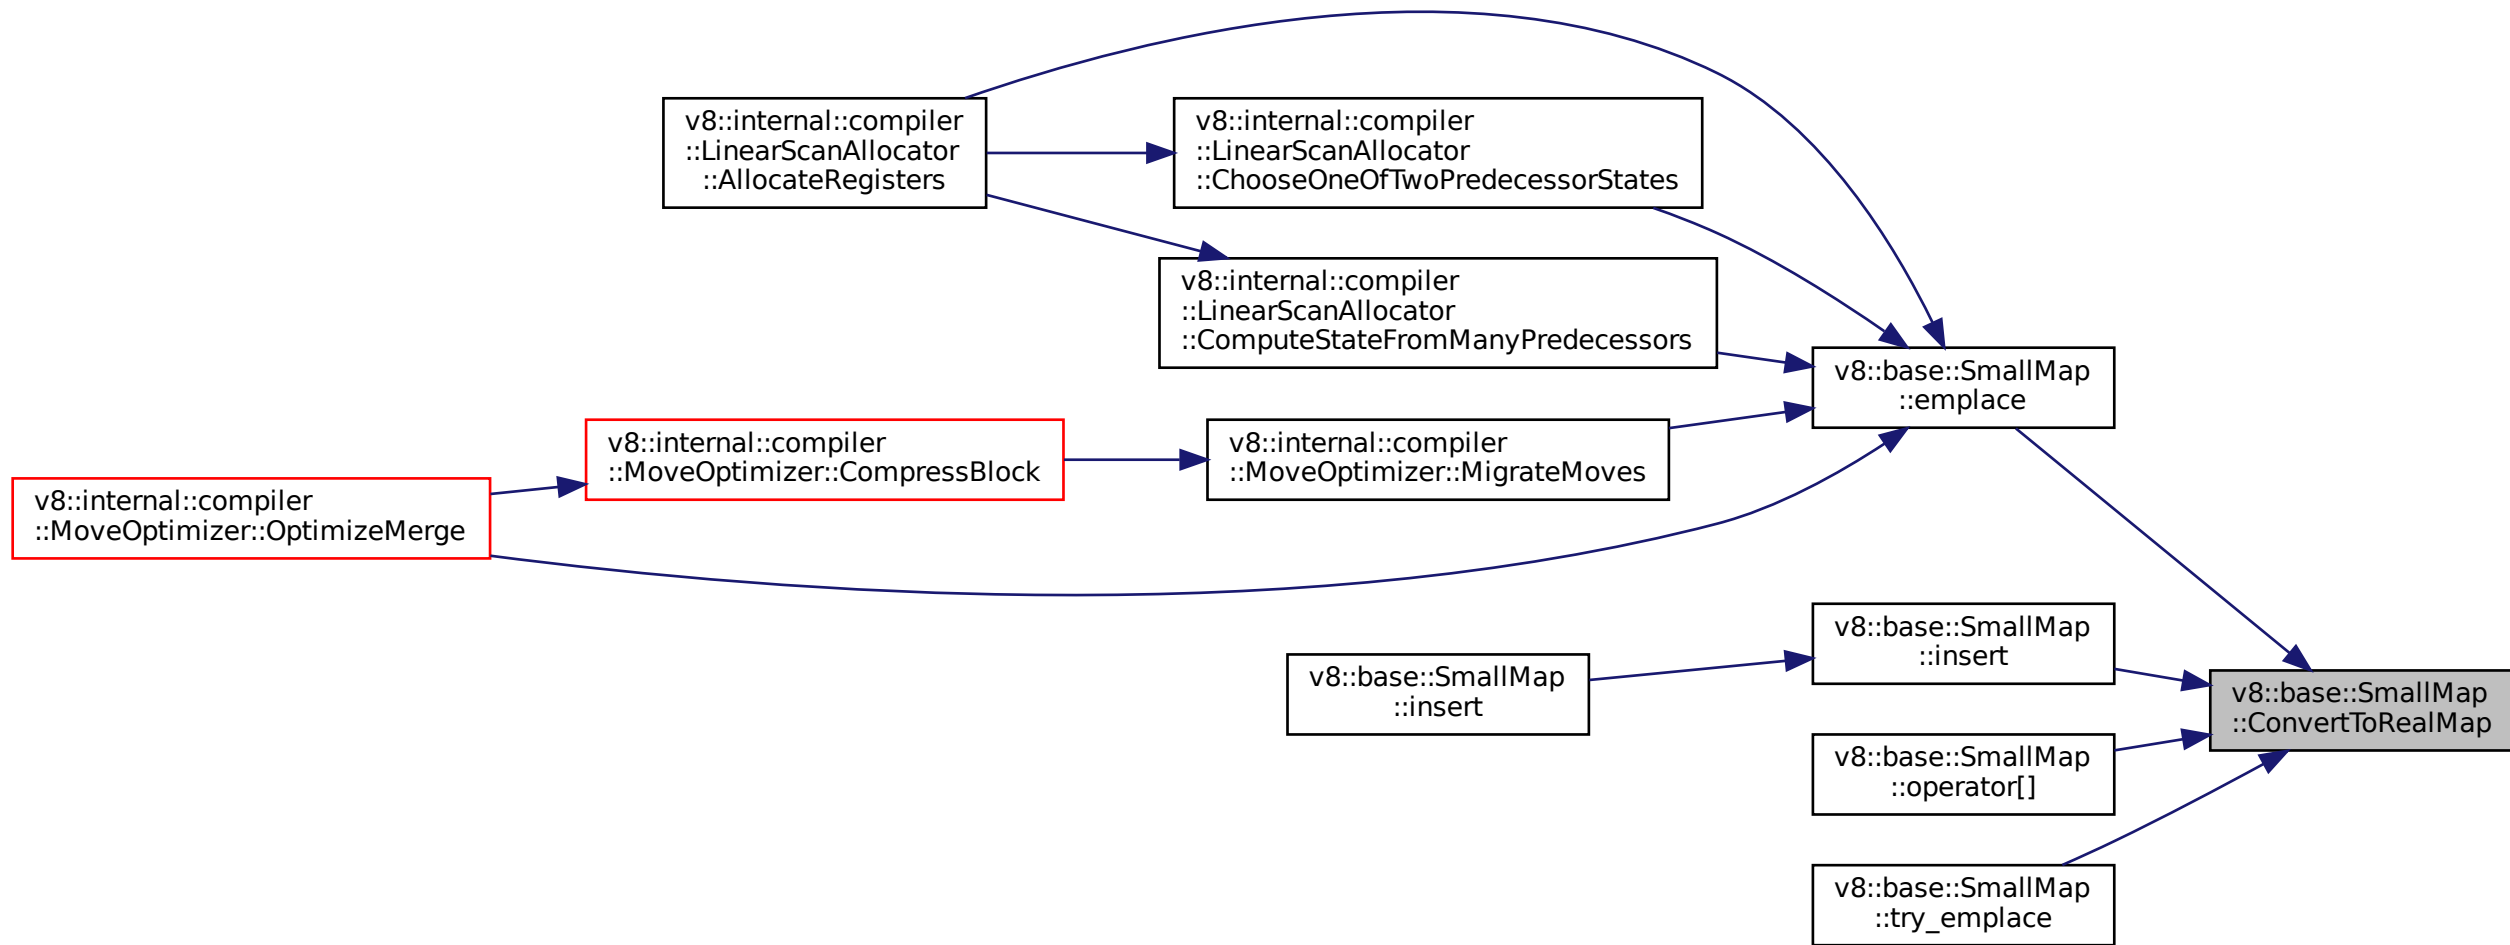 v8::internal::compiler
::LinearScanAllocator
::AllocateRegisters
v8::internal::compiler
::LinearScanAllocator
::ChooseOneOfTwoPredecessorStates
v8::internal::compiler
::LinearScanAllocator
::ComputeStateFromManyPredecessors
v8::base::SmallMap
::emplace
v8::internal::compiler
::MoveOptimizer::CompressBlock
v8::internal::compiler
::MoveOptimizer::MigrateMoves
v8::internal::compiler
::MoveOptimizer::OptimizeMerge
v8::base::SmallMap
::insert
v8::base::SmallMap
::insert
v8::base::SmallMap
::ConvertToRealMap
v8::base::SmallMap
::operator[]
v8::base::SmallMap
::try_emplace